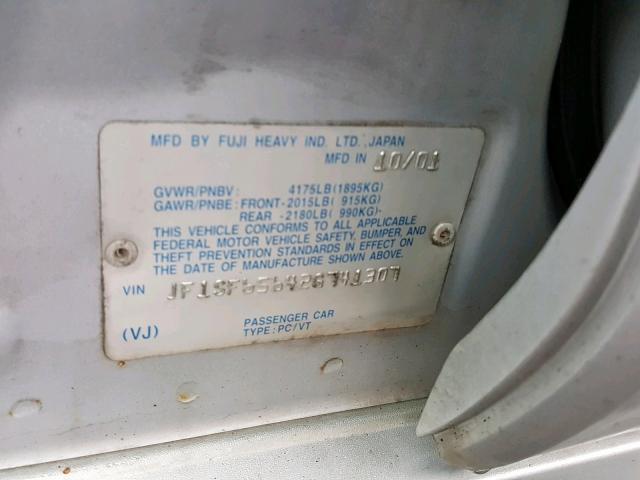 MFD BY FUJI HEAVY IND. LTD., JAPAN
MFD IN 10/01
GVWR/PNBV: 4175LB(1895KG)
GAWR/PNBE: FRONT-2015LB( 915KG)
REAR -2180LB( 990KG)-
THIS VEHICLE CONFORMS TO ALL APPLICABLE
FEDERAL MOTOR VEHICLE SAFETY, BUMPER, AND
THEFT PREVENTION STANDARDS IN EFFECT ON
THE DATE OF MANUFACTURE SHOWN ABOVE.
VIN
PASSENGER CAR
(VJ) TYPE: PC/VT